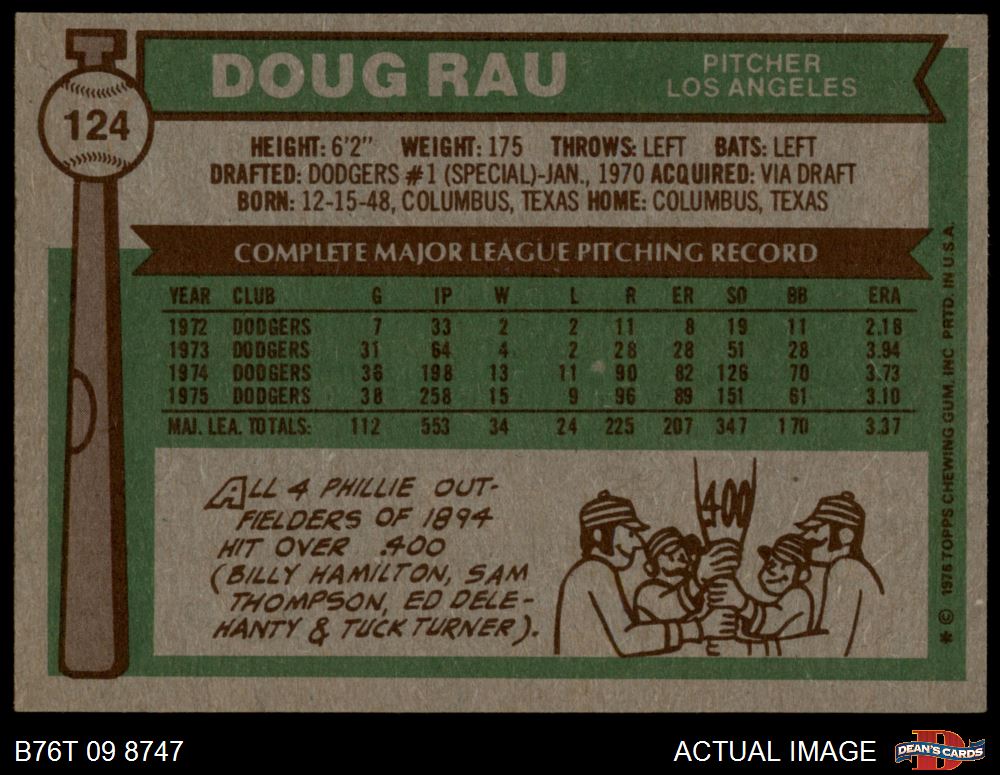 DOUG RAU
PITCHER
LOS ANGELES
124
HEIGHT: 6'2" WEIGHT: 175 THROWS: LEFT BATS: LEFT
DRAFTED: DODGERS #1 (SPECIAL)-JAN., 1970 ACQUIRED: VIA DRAFT
BORN: 12-15-48, COLUMBUS, TEXAS HOME: COLUMBUS, TEXAS
COMPLETE MAJOR LEAGUE PITCHING RECORD
YEAR CLUB G IP W L R ER SO BB ERA
1972 DODGERS 7 33 2 2 11 8 19 11 2.18
1973 DODGERS 31 64 4 2 28 28 51 28 3.94
1974 DODGERS 36 198 13 11 90 82 126 70 3.73
1975 DODGERS 38 258 15 9 96 89 151 61 3.10
MAJ. LEA. TOTALS: 112 553 34 24 225 207 347 170 3.37
ALL 4 PHILLIE OUT-
FIELDERS OF 1894
HIT OVER .400
(BILLY HAMILTON, SAM
THOMPSON, ED DELE-
HANTY & TUCK TURNER).
.400
* © 1976 TOPPS CHEWING GUM, INC. PRTD. IN U.S.A.
B76T 09 8747
ACTUAL IMAGE
D
DEAN'S CARDS